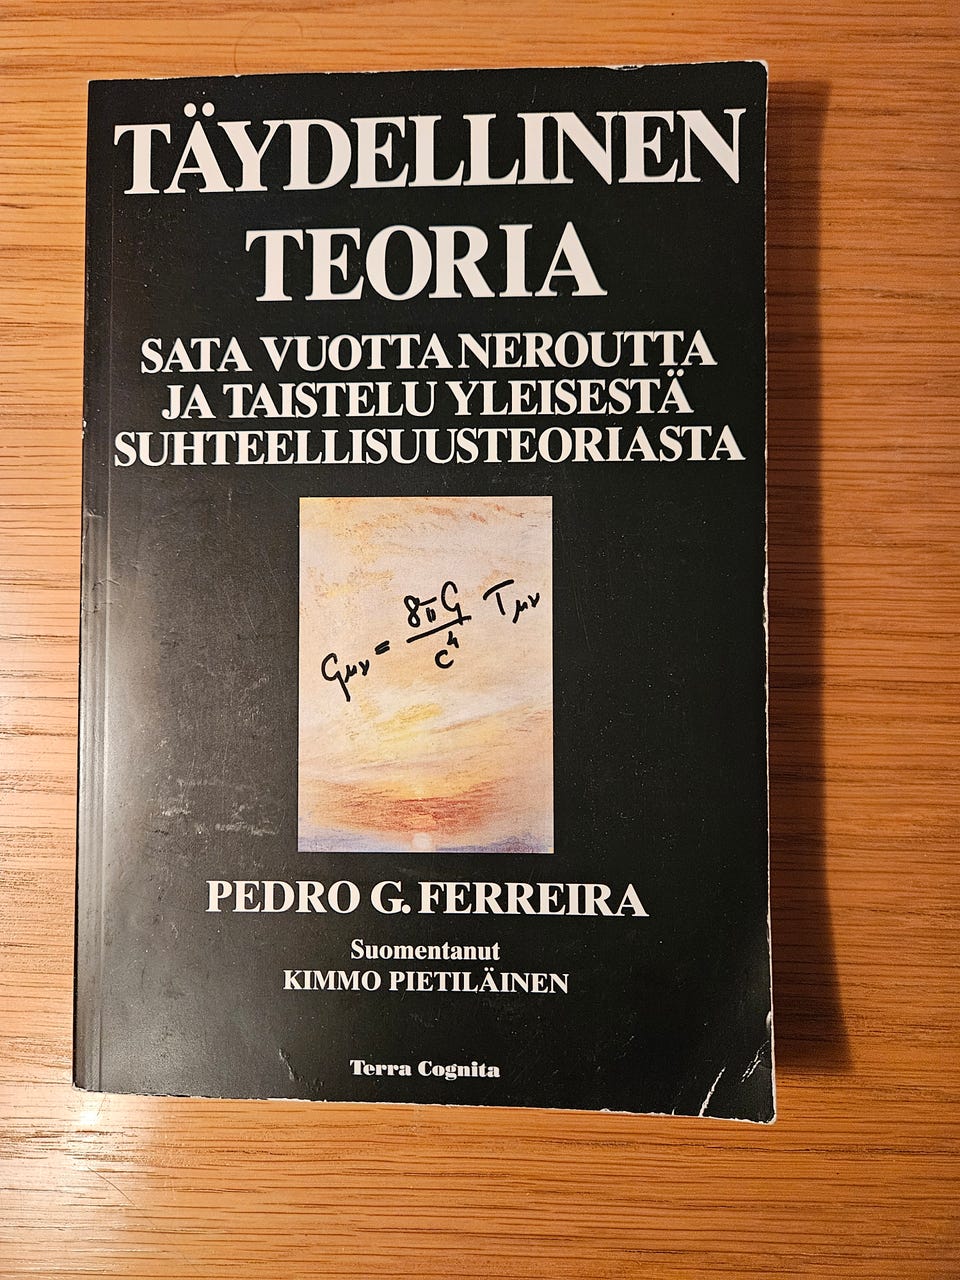 TÄYDELLINEN
TEORIA
SATA VUOTTA NEROUTTA
JA TAISTELU YLEISESTÄ
SUHTEELLISUUSTEORIASTA
Gμν = 8πG/c⁴ Tμν
PEDRO G. FERREIRA
Suomentanut
KIMMO PIETILÄINEN
Terra Cognita